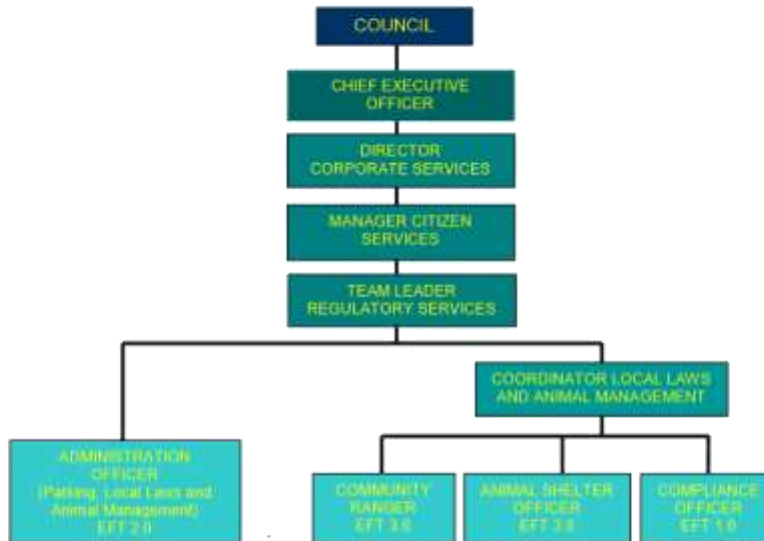 COUNCIL
CHIEF EXECUTIVE
OFFICER
DIRECTOR
CORPORATE SERVICES
MANAGER CITIZEN
SERVICES
TEAM LEADER
REGULATORY SERVICES
COORDINATOR LOCAL LAWS
AND ANIMAL MANAGEMENT
ADMINISTRATION
OFFICER
(Parking, Local Laws and
Animal Management)
EFT 2.0
COMMUNITY
RANGER
EFT 3.0
ANIMAL SHELTER
OFFICER
EFT
COMPLIANCE
OFFICER
EFT 1.0